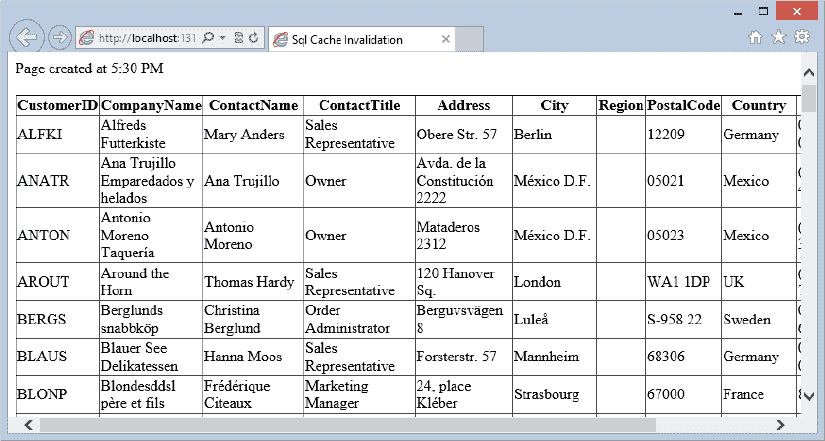 http://localhost:131
Sql Cache Invalidation
Page created at 5:30 PM
CustomerID CompanyName ContactName ContactTitle Address City Region PostalCode Country
ALFKI Alfreds Futterkiste Mary Anders Sales Representative Obere Str. 57 Berlin 12209 Germany
ANATR Ana Trujillo Emparedados y helados Ana Trujillo Owner Avda. de la Constitución 2222 México D.F. 05021 Mexico
ANTON Antonio Moreno Taquería Antonio Moreno Owner Mataderos 2312 México D.F. 05023 Mexico
AROUT Around the Horn Thomas Hardy Sales Representative 120 Hanover Sq. London WA1 1DP UK
BERGS Berglunds snabbköp Christina Berglund Order Administrator Berguvsvägen 8 Luleå S-958 22 Sweden
BLAUS Blauer See Delikatessen Hanna Moos Sales Representative Forsterstr. 57 Mannheim 68306 Germany
BLONP Blondesddsl père et fils Frédérique Citeaux Marketing Manager 24, place Kléber Strasbourg 67000 France